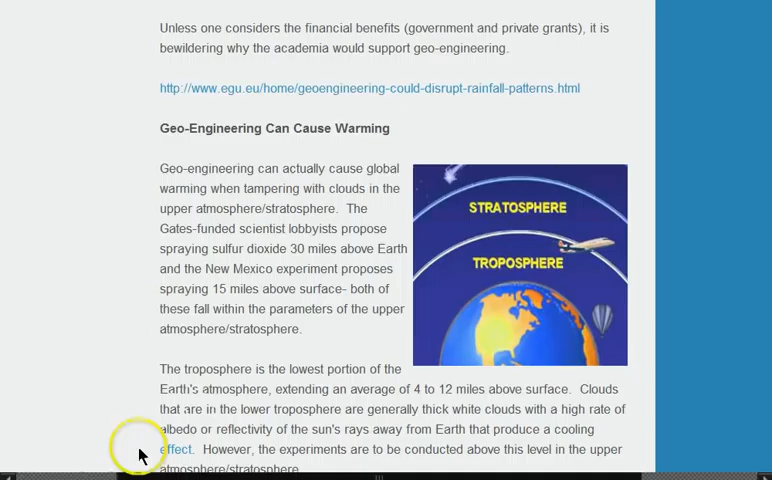 Unless one considers the financial benefits (government and private grants), it is
bewildering why the academia would support geo-engineering.
http://www.egu.eu/home/geoengineering-could-disrupt-rainfall-patterns.html
Geo-Engineering Can Cause Warming
Geo-engineering can actually cause global
warming when tampering with clouds in the
upper atmosphere/stratosphere. The
Gates-funded scientist lobbyists propose
spraying sulfur dioxide 30 miles above Earth
and the New Mexico experiment proposes
spraying 15 miles above surface- both of
these fall within the parameters of the upper
atmosphere/stratosphere.
STRATOSPHERE
TROPOSPHERE
The troposphere is the lowest portion of the
Earth's atmosphere, extending an average of 4 to 12 miles above surface. Clouds
that are in the lower troposphere are generally thick white clouds with a high rate of
albedo or reflectivity of the sun's rays away from Earth that produce a cooling
effect. However, the experiments are to be conducted above this level in the upper
atmosphere/stratosphere.